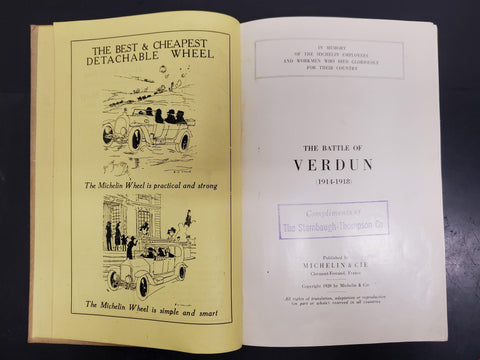 THE BEST & CHEAPEST
DETACHABLE WHEEL
The Michelin Wheel is practical and strong
The Michelin Wheel is simple and smart
IN MEMORY
OF THE MICHELIN EMPLOYEES
AND WORKMEN WHO DIED GLORIOUSLY
FOR THEIR COUNTRY
THE BATTLE OF
VERDUN
(1914-1918)
Compliments of
The Stambaugh-Thompson Co.
Published by
MICHELIN & CIE
Clermont-Ferrand, France
Copyright 1920 by Michelin & Cie
All rights of translation, adaptation or reproduction
(in part or whole) reserved in all countries